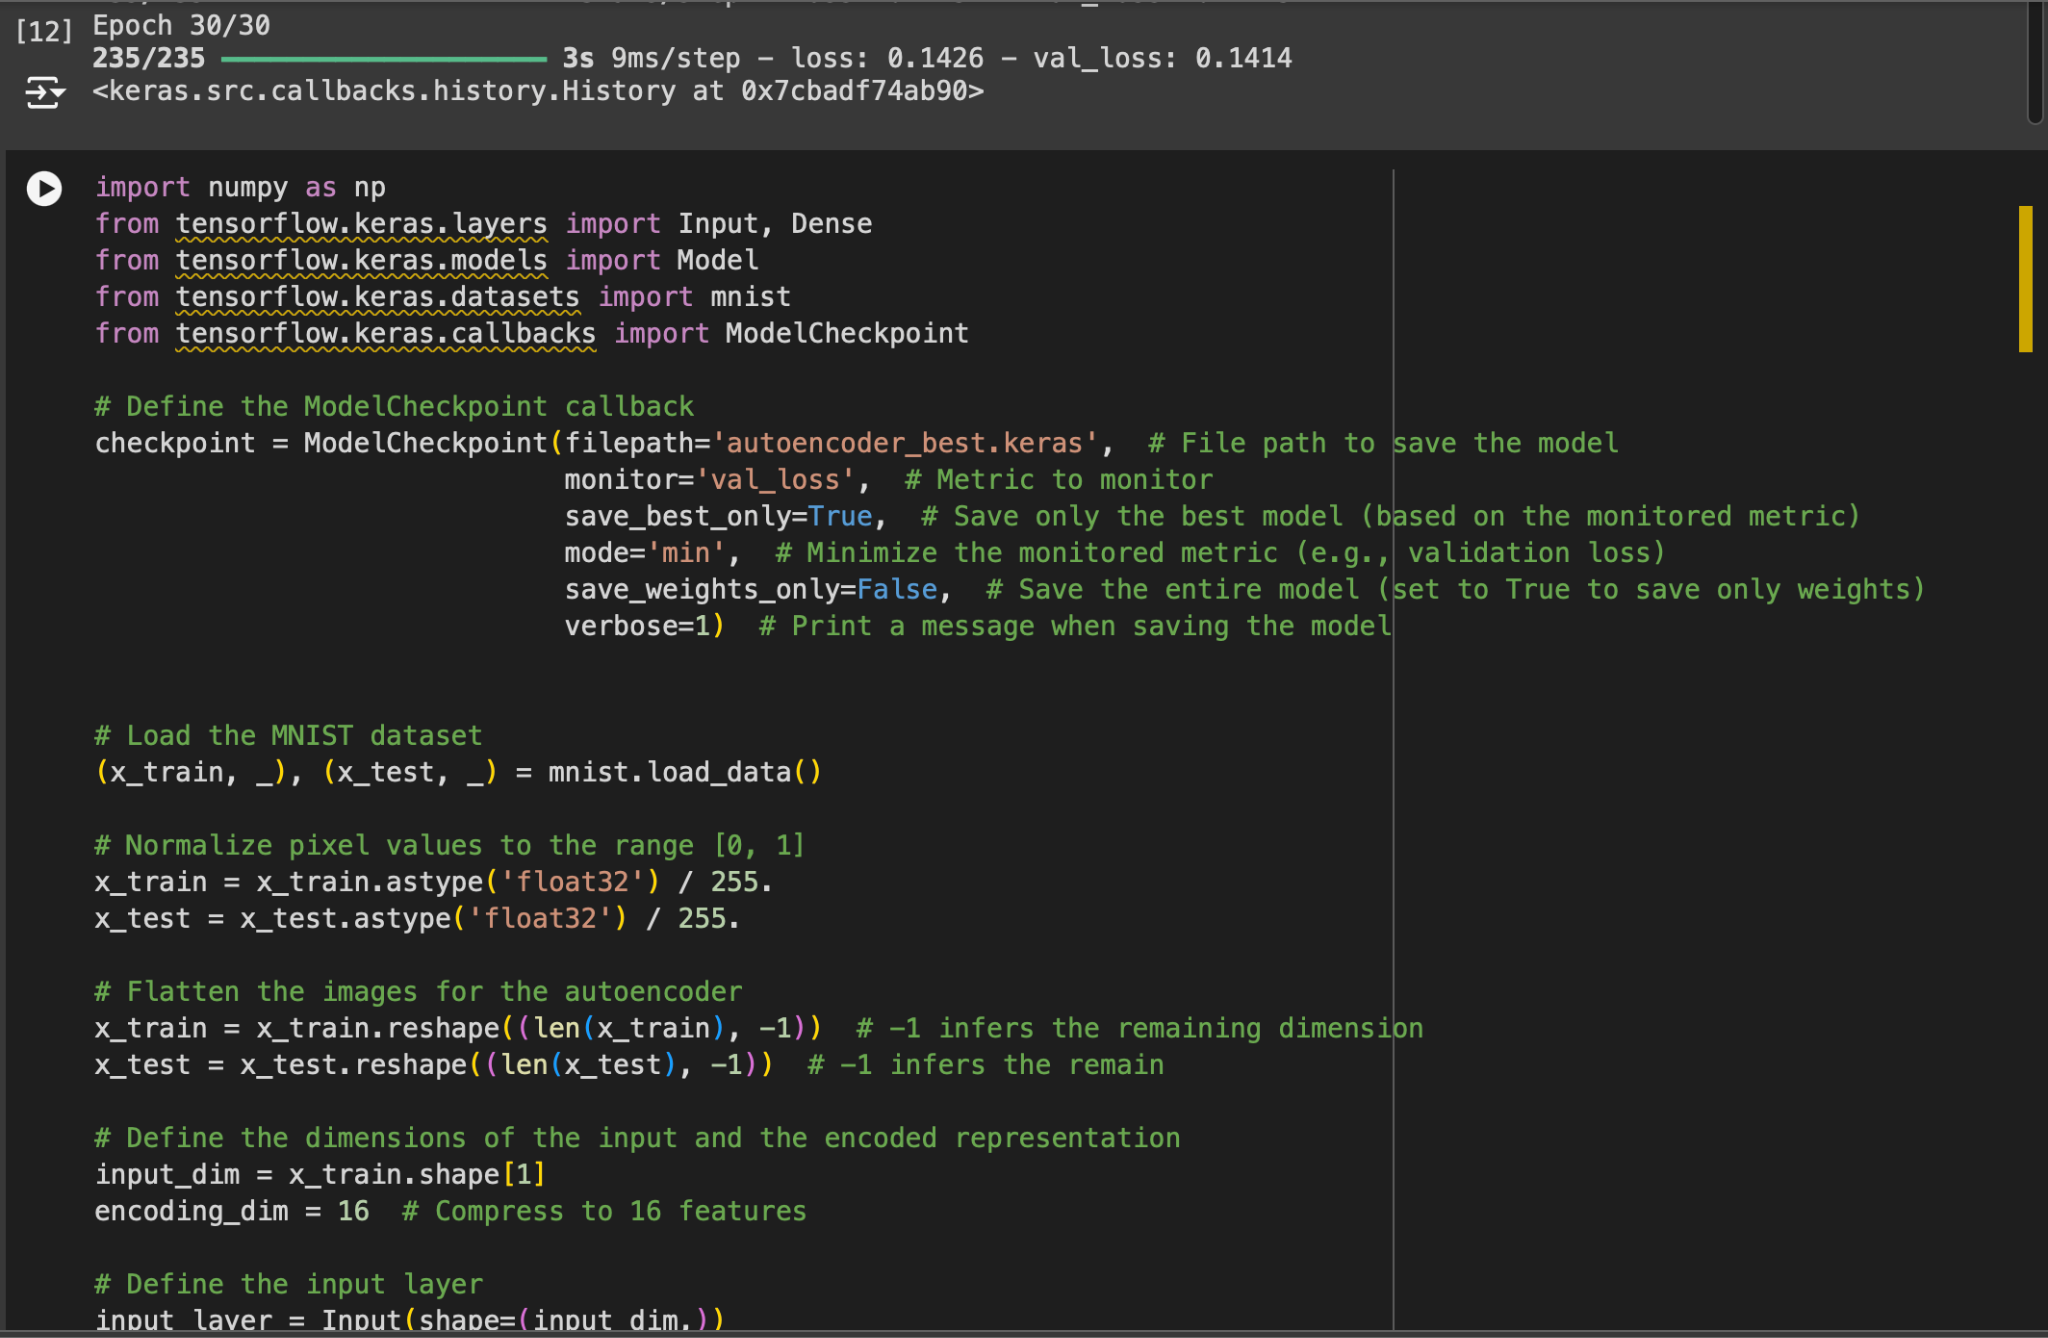 [12] Epoch 30/30
235/235 ━━━━━━━━━━━━━━━━━━━━ 3s 9ms/step - loss: 0.1426 - val_loss: 0.1414
<keras.src.callbacks.history.History at 0x7cbadf74ab90>
import numpy as np
from tensorflow.keras.layers import Input, Dense
from tensorflow.keras.models import Model
from tensorflow.keras.datasets import mnist
from tensorflow.keras.callbacks import ModelCheckpoint
# Define the ModelCheckpoint callback
checkpoint = ModelCheckpoint(filepath='autoencoder_best.keras',  # File path to save the model
                             monitor='val_loss',  # Metric to monitor
                             save_best_only=True,  # Save only the best model (based on the monitored metric)
                             mode='min',  # Minimize the monitored metric (e.g., validation loss)
                             save_weights_only=False,  # Save the entire model (set to True to save only weights)
                             verbose=1)  # Print a message when saving the model
# Load the MNIST dataset
(x_train, _), (x_test, _) = mnist.load_data()
# Normalize pixel values to the range [0, 1]
x_train = x_train.astype('float32') / 255.
x_test = x_test.astype('float32') / 255.
# Flatten the images for the autoencoder
x_train = x_train.reshape((len(x_train), -1))  # -1 infers the remaining dimension
x_test = x_test.reshape((len(x_test), -1))  # -1 infers the remain
# Define the dimensions of the input and the encoded representation
input_dim = x_train.shape[1]
encoding_dim = 16  # Compress to 16 features
# Define the input layer
input_layer = Input(shape=(input_dim,))